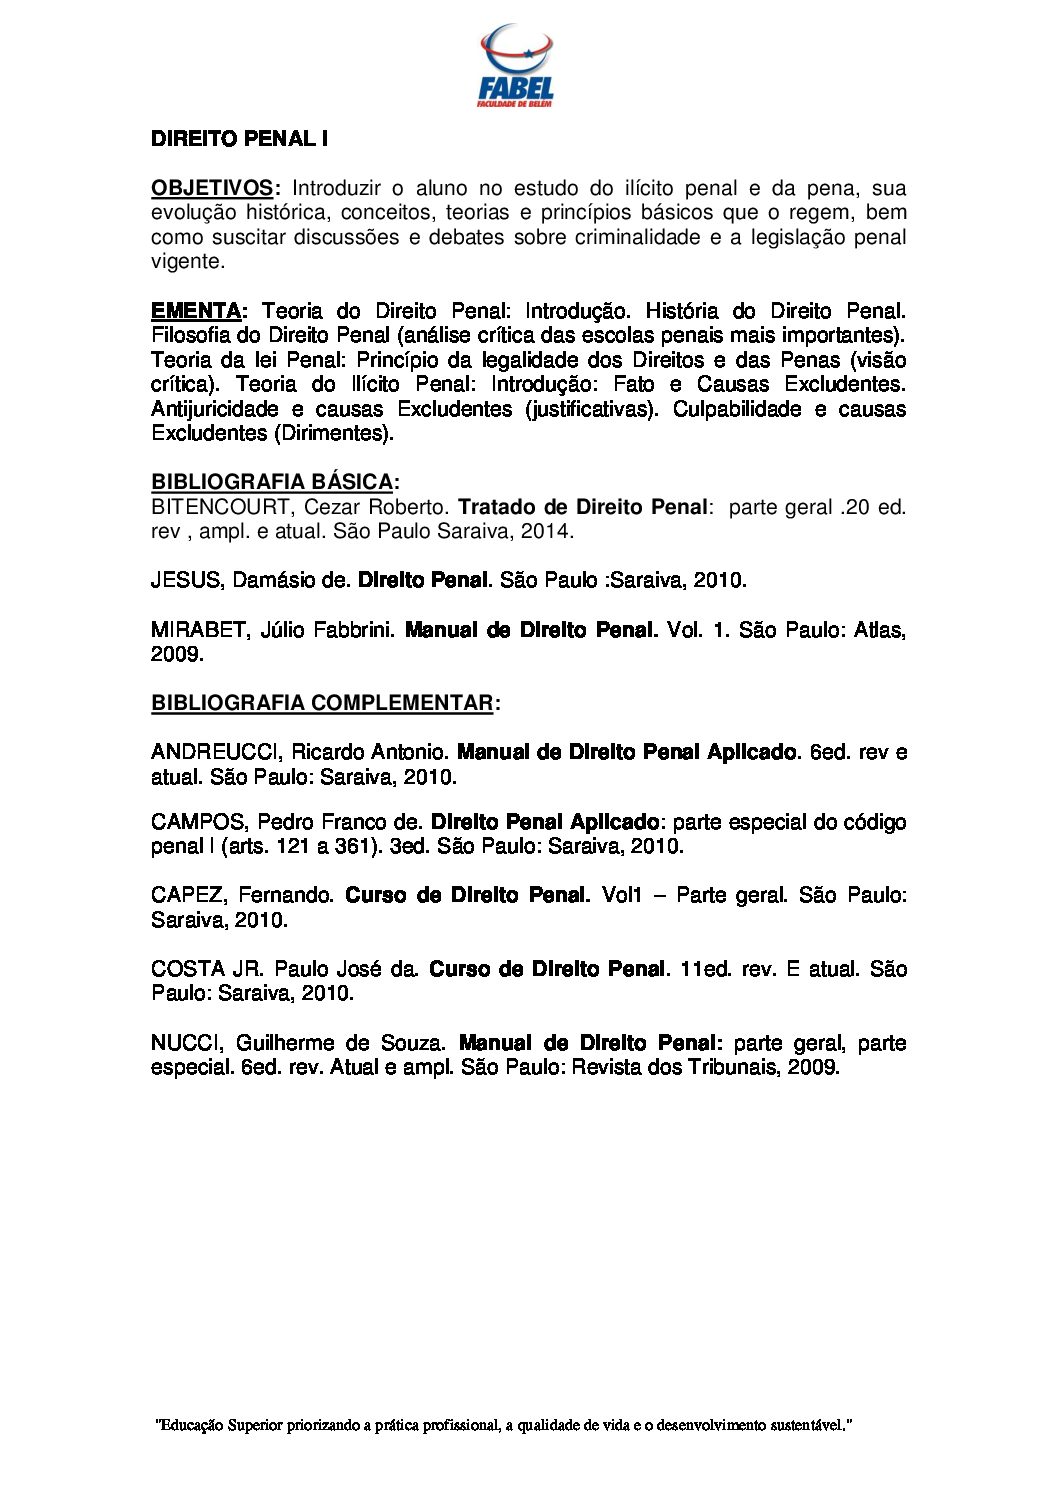 FABEL
FACULDADE DE BELÉM
DIREITO PENAL I
OBJETIVOS: Introduzir o aluno no estudo do ilícito penal e da pena, sua
evolução histórica, conceitos, teorias e princípios básicos que o regem, bem
como suscitar discussões e debates sobre criminalidade e a legislação penal
vigente.
EMENTA: Teoria do Direito Penal: Introdução. História do Direito Penal.
Filosofia do Direito Penal (análise crítica das escolas penais mais importantes).
Teoria da lei Penal: Princípio da legalidade dos Direitos e das Penas (visão
crítica). Teoria do Ilícito Penal: Introdução: Fato e Causas Excludentes.
Antijuricidade e causas Excludentes (justificativas). Culpabilidade e causas
Excludentes (Dirimentes).
BIBLIOGRAFIA BÁSICA:
BITENCOURT, Cezar Roberto. Tratado de Direito Penal: parte geral .20 ed.
rev , ampl. e atual. São Paulo Saraiva, 2014.
JESUS, Damásio de. Direito Penal. São Paulo :Saraiva, 2010.
MIRABET, Júlio Fabbrini. Manual de Direito Penal. Vol. 1. São Paulo: Atlas,
2009.
BIBLIOGRAFIA COMPLEMENTAR:
ANDREUCCI, Ricardo Antonio. Manual de Direito Penal Aplicado. 6ed. rev e
atual. São Paulo: Saraiva, 2010.
CAMPOS, Pedro Franco de. Direito Penal Aplicado: parte especial do código
penal I (arts. 121 a 361). 3ed. São Paulo: Saraiva, 2010.
CAPEZ, Fernando. Curso de Direito Penal. Vol1 – Parte geral. São Paulo:
Saraiva, 2010.
COSTA JR. Paulo José da. Curso de Direito Penal. 11ed. rev. E atual. São
Paulo: Saraiva, 2010.
NUCCI, Guilherme de Souza. Manual de Direito Penal: parte geral, parte
especial. 6ed. rev. Atual e ampl. São Paulo: Revista dos Tribunais, 2009.
"Educação Superior priorizando a prática profissional, a qualidade de vida e o desenvolvimento sustentável."